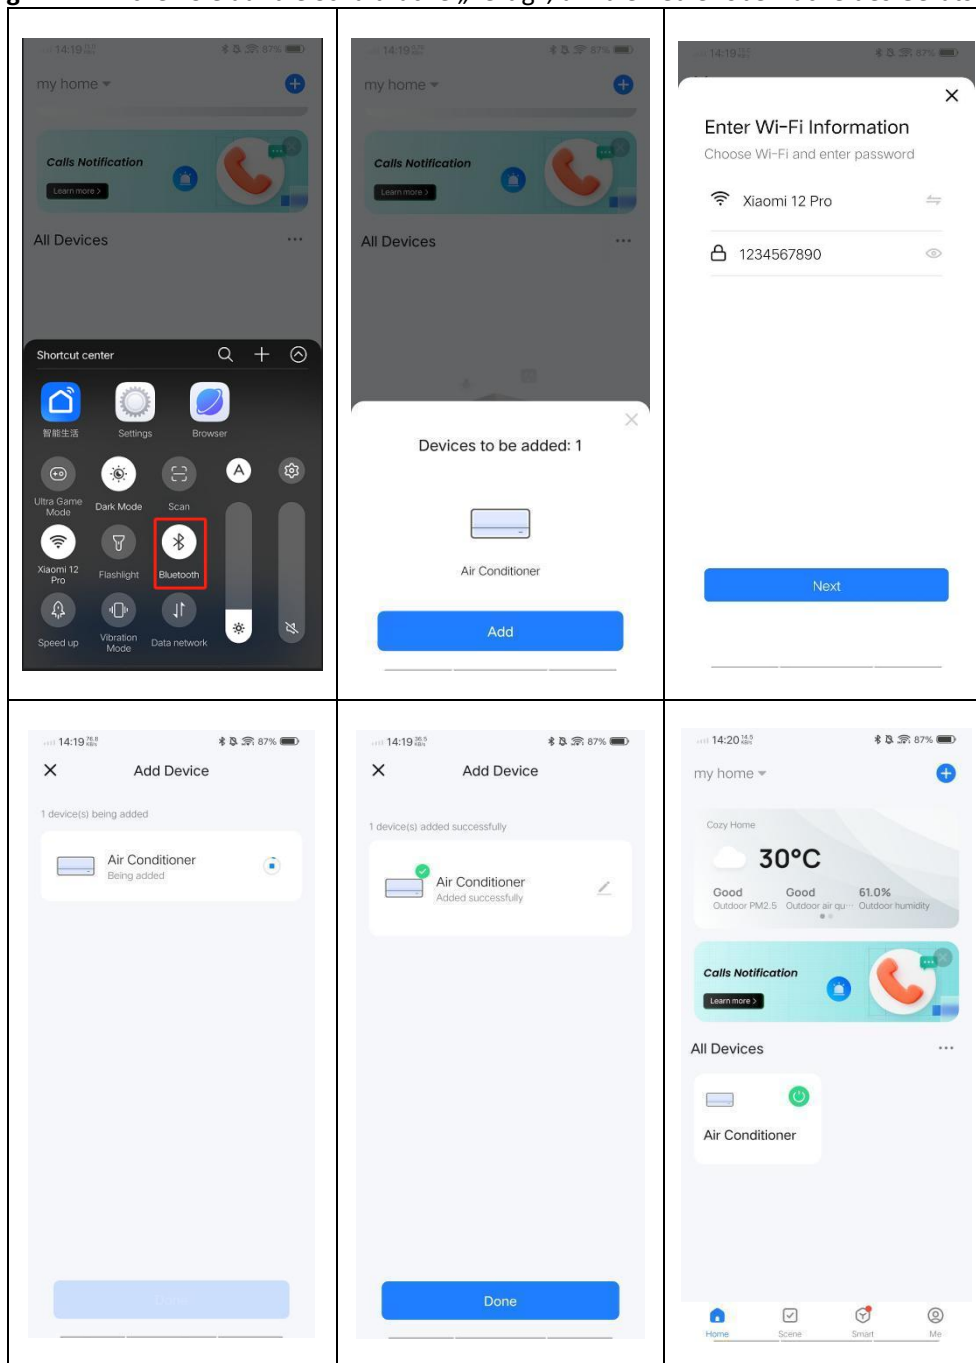 14:19
87%
my home
Calls Notification
Learn more >
All Devices
Shortcut center
智能生活
Settings
Browser
A
Ultra Game
Mode
Dark Mode
Scan
Xiaomi 12
Pro
Flashlight
Bluetooth
Speed up
Vibration
Mode
Data network
14:19
87%
my home
Calls Notification
Learn more >
All Devices
Devices to be added: 1
Air Conditioner
Add
14:19
87%
Enter Wi-Fi Information
Choose Wi-Fi and enter password
Xiaomi 12 Pro
1234567890
Next
14:19
87%
Add Device
1 device(s) being added
Air Conditioner
Being added
14:19
87%
Add Device
1 device(s) added successfully
Air Conditioner
Added successfully
Done
14:20
87%
my home
Cozy Home
30°C
Good
Good
61.0%
Outdoor PM2.5
Outdoor air qu...
Outdoor humidity
Calls Notification
Learn more >
All Devices
Air Conditioner
Home
Scene
Smart
Me